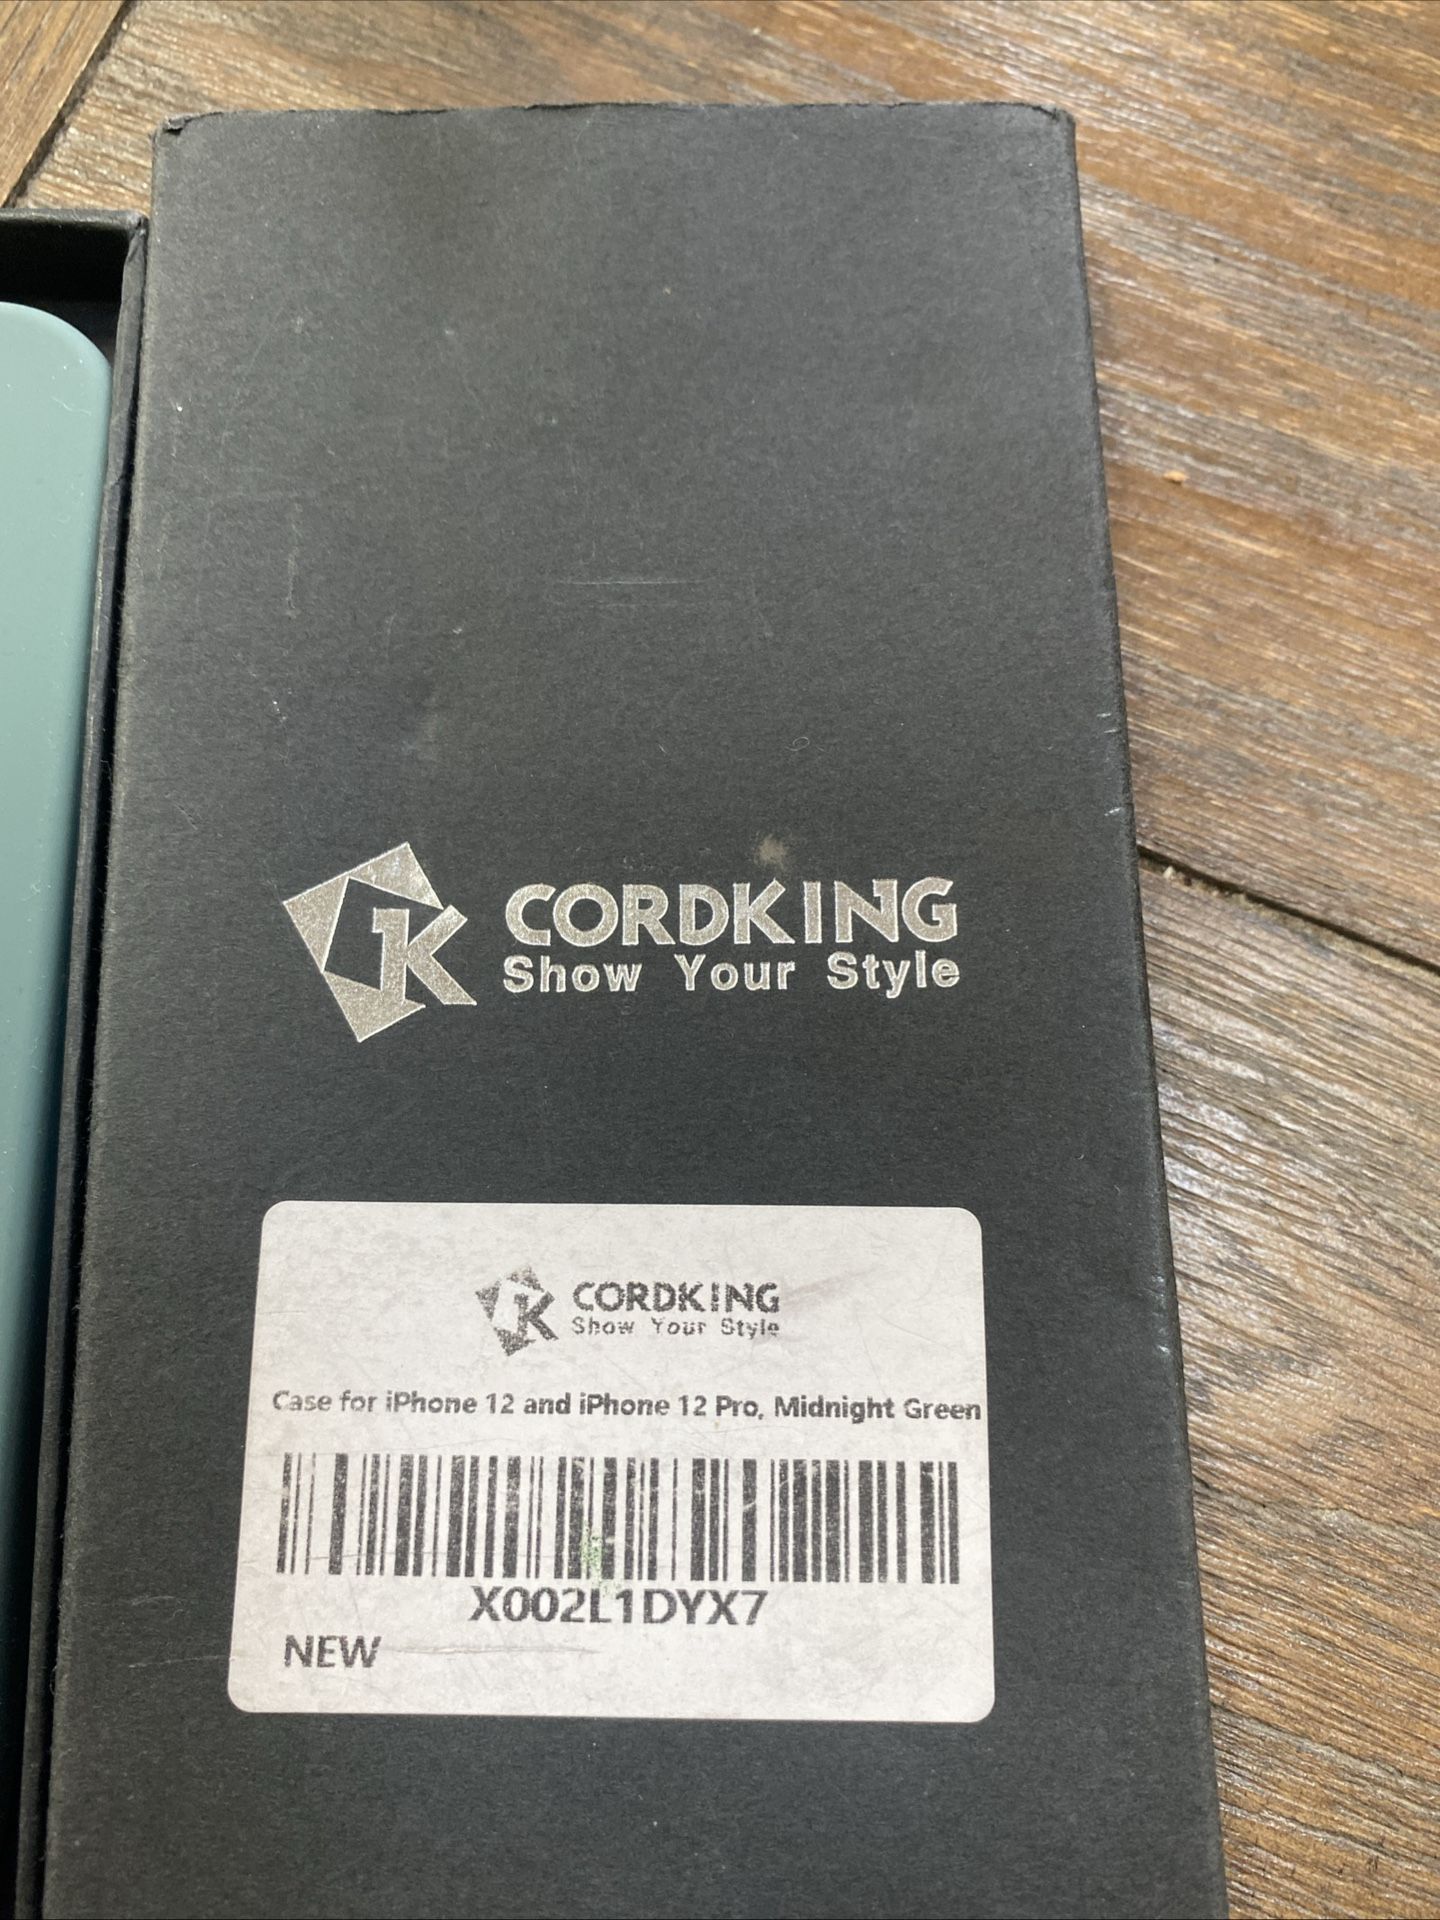 CORDKING
Show Your Style
CORDKING
Show Your Style
Case for iPhone 12 and iPhone 12 Pro, Midnight Green
X002L1DYX7
NEW